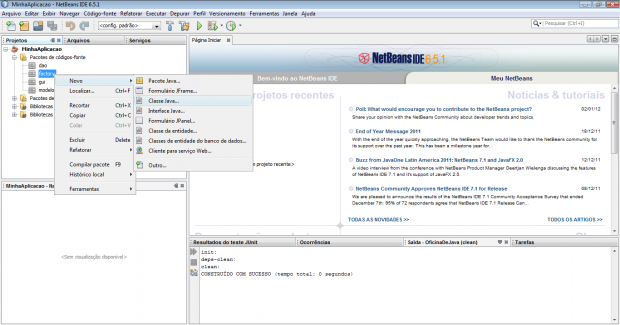 MinhaAplicacao - NetBeans IDE 6.5.1
Arquivo Editar Exibir Navegar Código-fonte Refatorar Executar Depurar Perfil Versionamento Ferramentas Janela Ajuda
<config. padrão>
Pesquisar (Ctrl+I)
Projetos Arquivos Serviços
Página Iniciar
MinhaAplicacao
Pacotes de códigos-fonte
dao
factory
gui
modelo
Pacotes de
Bibliotecas
Bibliotecas
Novo
Localizar... Ctrl+F
Recortar Ctrl+X
Copiar Ctrl+C
Colar Ctrl+V
Excluir Delete
Refatorar
Compilar pacote F9
Histórico local
Ferramentas
Pacote Java...
Formulário JFrame...
Classe Java...
Interface Java...
Formulário JPanel...
Classe de entidade...
Classes de entidade do banco de dados...
Cliente para serviço Web...
Outro...
NetBeans IDE 6.5.1
Bem-vindo ao NetBeans IDE
Meu NetBeans
rojetos recentes
projeto recente>
Notícias & tutoriais
Poll: What would encourage you to contribute to the NetBeans project? 02/01/12
Share your opinion with the NetBeans Community about developer trends and topics.
End of Year Message 2011 18/12/11
With the end of the year quickly approaching, the NetBeans Team would like to thank the NetBeans community for
its support over the past year. This has been a milestone year for
Buzz from JavaOne Latin America 2011: NetBeans 7.1 and JavaFX 2.0 12/12/11
A video interview from the conference with NetBeans Product Manager Geertjan Wielenga discussing the features
of NetBeans IDE 7.1 and its support of JavaFX 2.0.
NetBeans Community Approves NetBeans IDE 7.1 for Release 08/12/11
We are pleased to announce the results of the NetBeans IDE 7.1 Community Acceptance Survey that ended
December 7th: 95% of 72 respondents agree that NetBeans IDE 7.1 Release Can...
TODAS AS NOVIDADES >> TODOS OS ARTIGOS >>
MinhaAplicacao - Na
<Sem visualização disponível>
Resultados do teste JUnit Ocorrências Saída - OficinaDeJava (clean) Tarefas
init:
deps-clean:
clean:
CONSTRUÍDO COM SUCESSO (tempo total: 0 segundos)